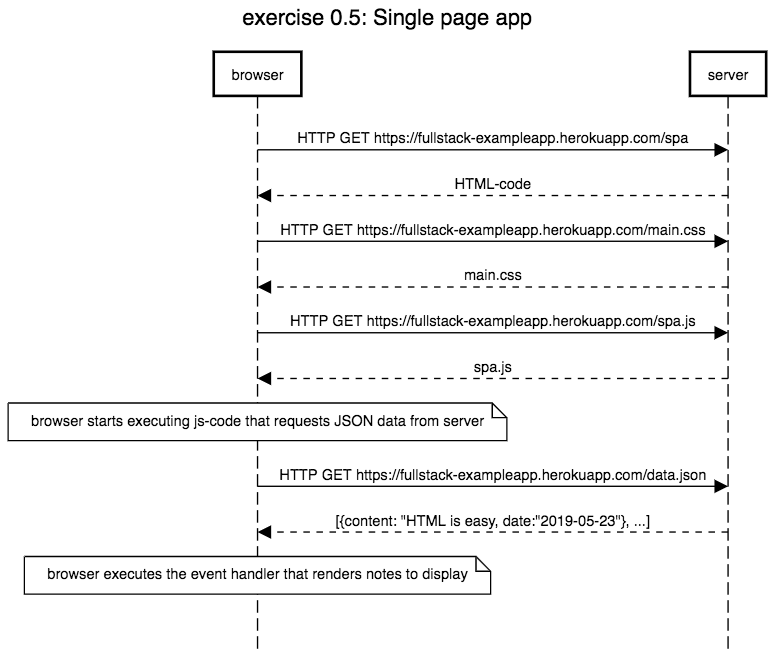 exercise 0.5: Single page app
browser
server
HTTP GET https://fullstack-exampleapp.herokuapp.com/spa
HTML-code
HTTP GET https://fullstack-exampleapp.herokuapp.com/main.css
main.css
HTTP GET https://fullstack-exampleapp.herokuapp.com/spa.js
spa.js
browser starts executing js-code that requests JSON data from server
HTTP GET https://fullstack-exampleapp.herokuapp.com/data.json
[{content: "HTML is easy, date:"2019-05-23"}, ...]
browser executes the event handler that renders notes to display